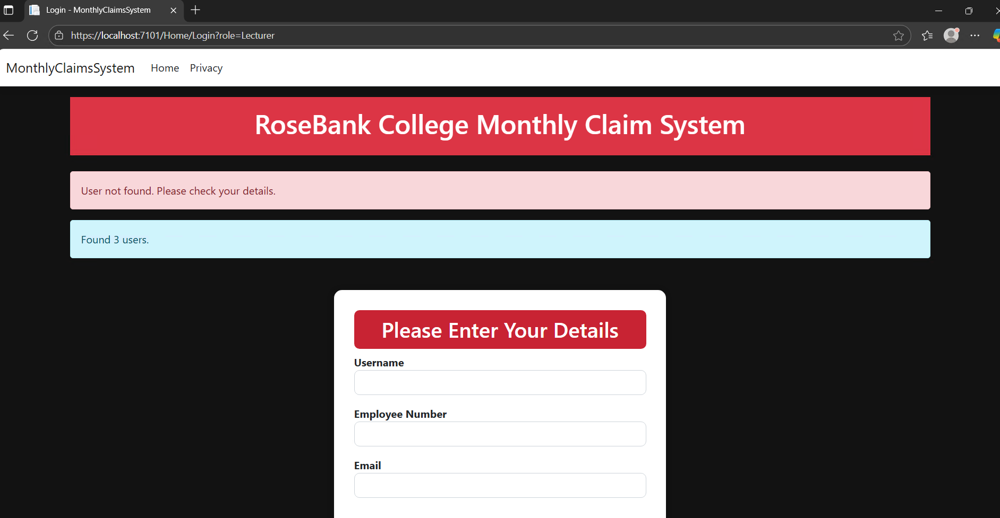 Login - MonthlyClaimsSystem
https://localhost:7101/Home/Login?role=Lecturer
MonthlyClaimsSystem Home Privacy
RoseBank College Monthly Claim System
User not found. Please check your details.
Found 3 users.
Please Enter Your Details
Username
Employee Number
Email